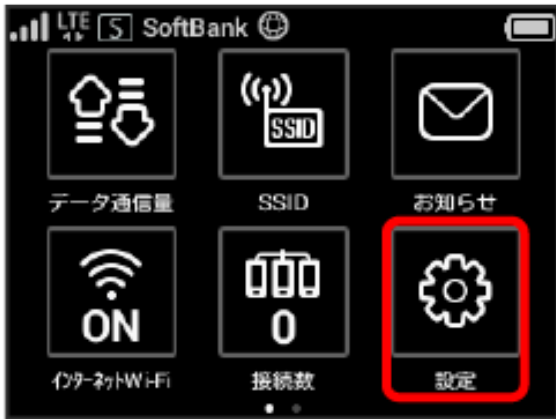 LTE S SoftBank
データ通信量 SSID SSID お知らせ
ON 0
インターネットWi-Fi 接続数 設定